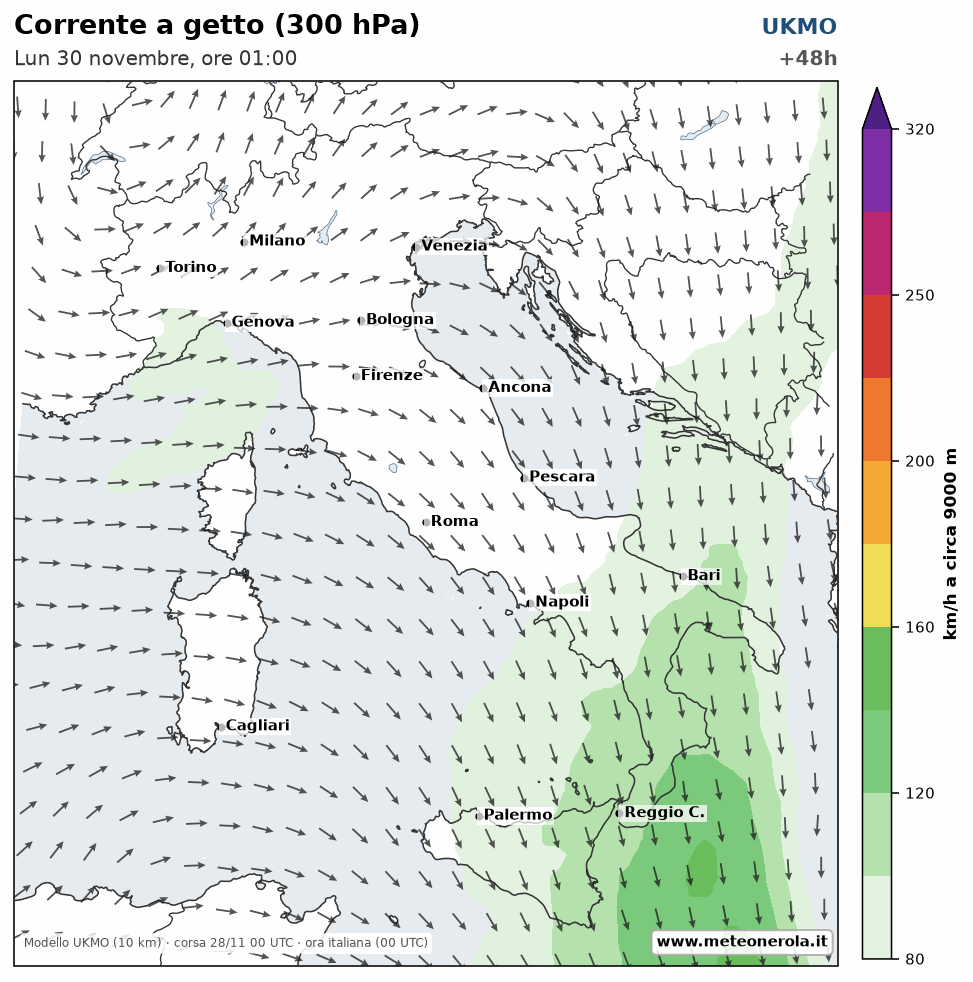 Corrente a getto (300 hPa)
UKMO
Lun 30 novembre, ore 01:00
+48h
Milano
Venezia
Torino
Genova
Bologna
Firenze
Ancona
Pescara
Roma
Bari
Napoli
Cagliari
Palermo
Reggio C.
Modello UKMO (10 km) · corsa 28/11 00 UTC · ora italiana (00 UTC)
www.meteonerola.it
320
250
200
160
120
80
km/h a circa 9000 m